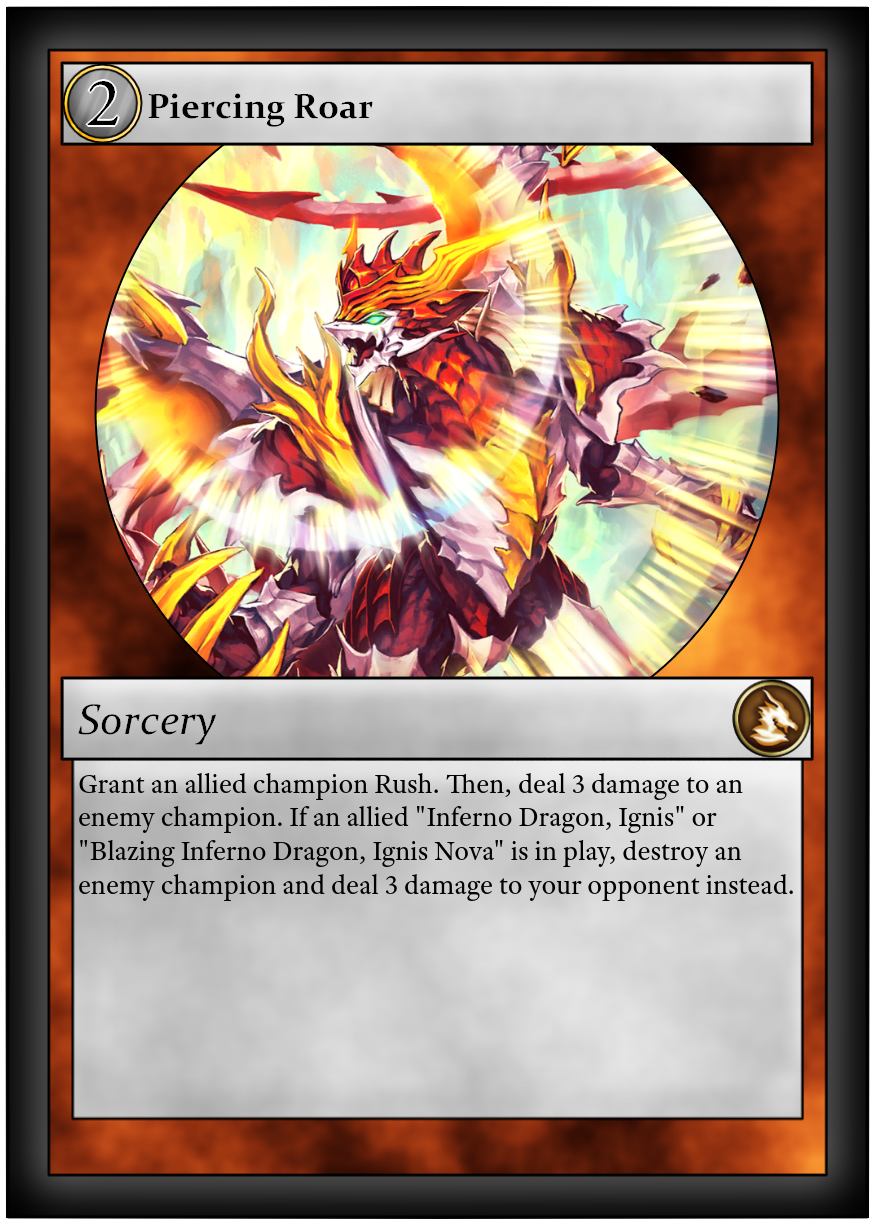 2
Piercing Roar
Sorcery
Grant an allied champion Rush. Then, deal 3 damage to an
enemy champion. If an allied "Inferno Dragon, Ignis" or
"Blazing Inferno Dragon, Ignis Nova" is in play, destroy an
enemy champion and deal 3 damage to your opponent instead.